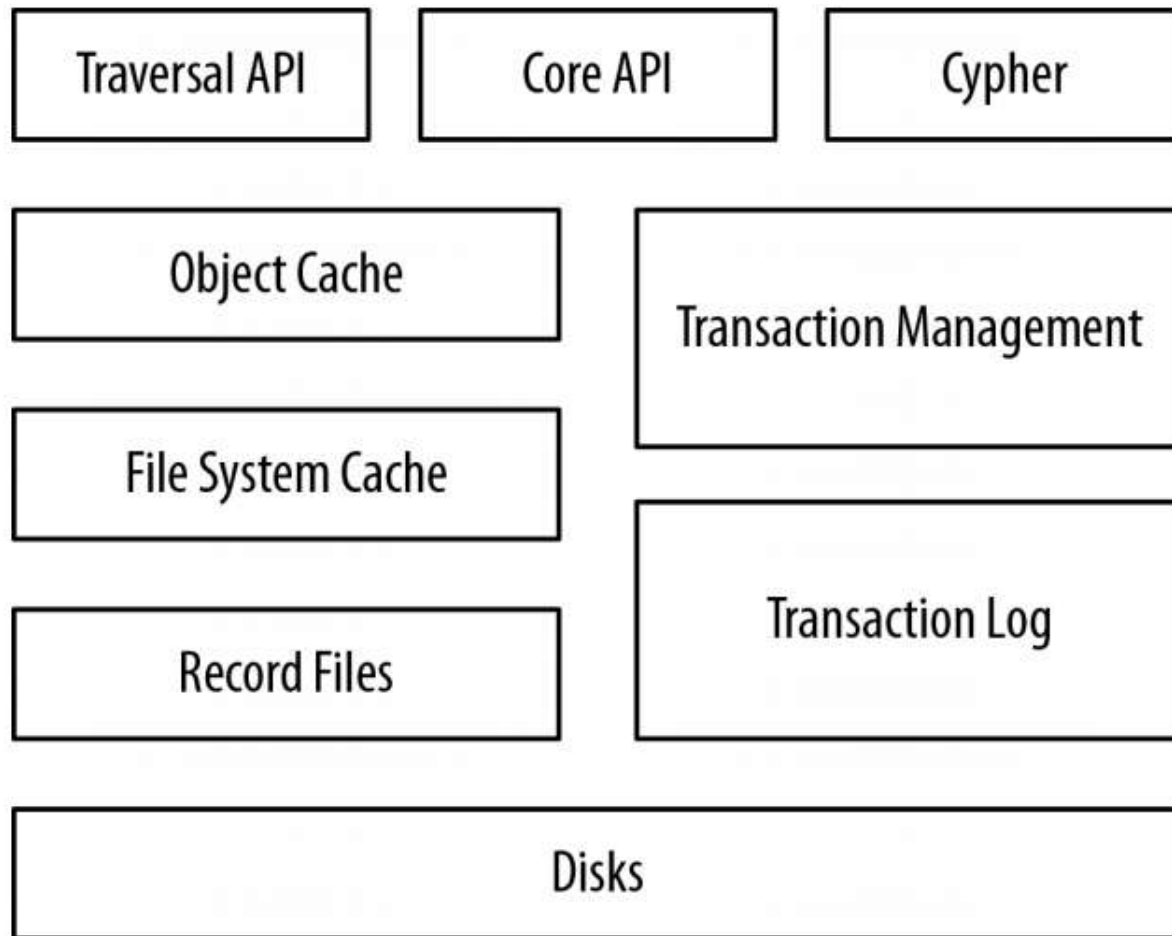 Traversal API
Core API
Cypher
Object Cache
Transaction Management
File System Cache
Transaction Log
Record Files
Disks